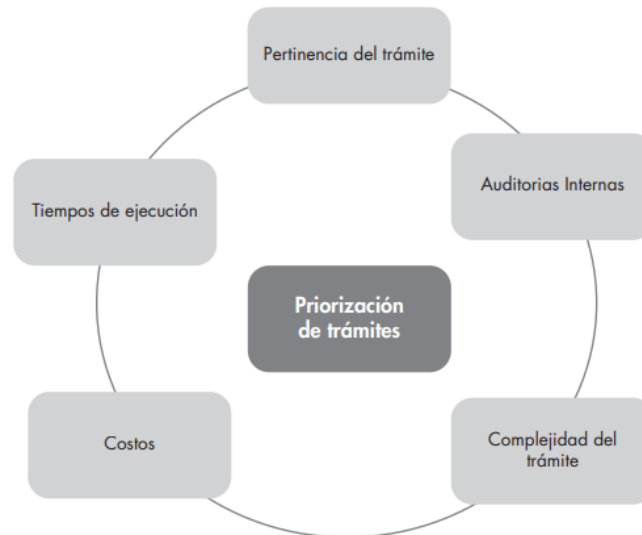 Pertinencia del trámite
Auditorias Internas
Tiempos de ejecución
Priorización
de trámites
Costos
Complejidad del
trámite